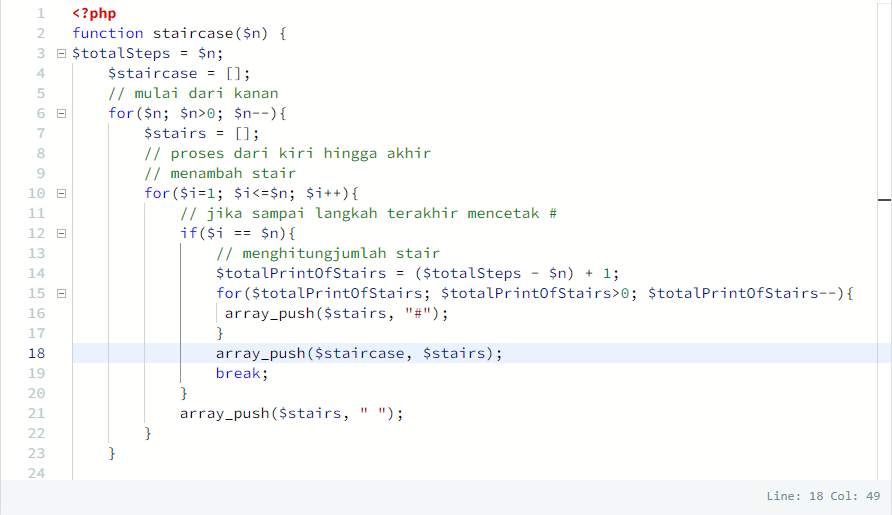 1 <?php
2 function staircase($n) {
3 $totalSteps = $n;
4     $staircase = [];
5     // mulai dari kanan
6     for($n; $n>0; $n--){
7         $stairs = [];
8         // proses dari kiri hingga akhir
9         // menambah stair
10         for($i=1; $i<=$n; $i++){
11             // jika sampai langkah terakhir mencetak #
12             if($i == $n){
13                 // menghitungjumlah stair
14                 $totalPrintOfStairs = ($totalSteps - $n) + 1;
15                 for($totalPrintOfStairs; $totalPrintOfStairs>0; $totalPrintOfStairs--){
16                  array_push($stairs, "#");
17                 }
18                 array_push($staircase, $stairs);
19                 break;
20             }
21             array_push($stairs, " ");
22         }
23     }
24
Line: 18 Col: 49